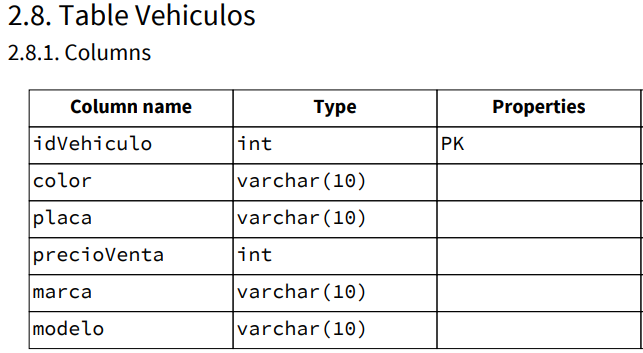 2.8. Table Vehiculos
2.8.1. Columns
Column name Type Properties
idVehiculo int PK
color varchar(10)
placa varchar(10)
precioVenta int
marca varchar(10)
modelo varchar(10)